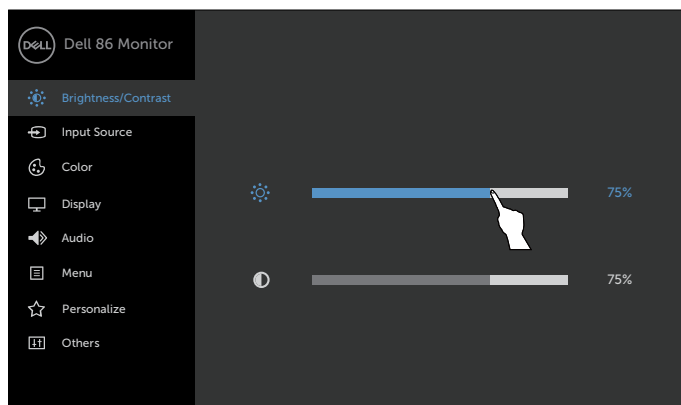 DELL
Dell 86 Monitor
Brightness/Contrast
Input Source
Color
Display
Audio
Menu
Personalize
Others
75%
75%